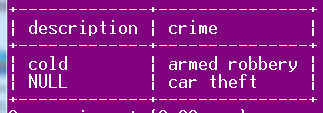 +-------------+---------------+
| description | crime         |
+-------------+---------------+
| cold        | armed robbery |
| NULL        | car theft     |
+-------------+---------------+